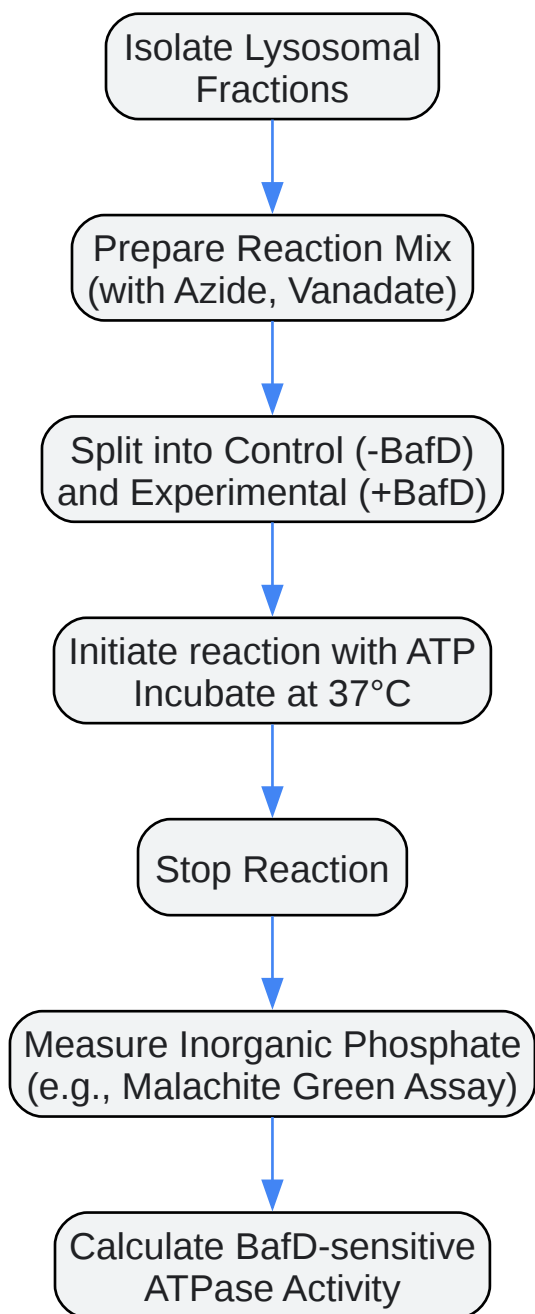 Isolate Lysosomal
Fractions
Prepare Reaction Mix
(with Azide, Vanadate)
Split into Control (-BafD)
and Experimental (+BafD)
Initiate reaction with ATP
Incubate at 37°C
Stop Reaction
Measure Inorganic Phosphate
(e.g., Malachite Green Assay)
Calculate BafD-sensitive
ATPase Activity